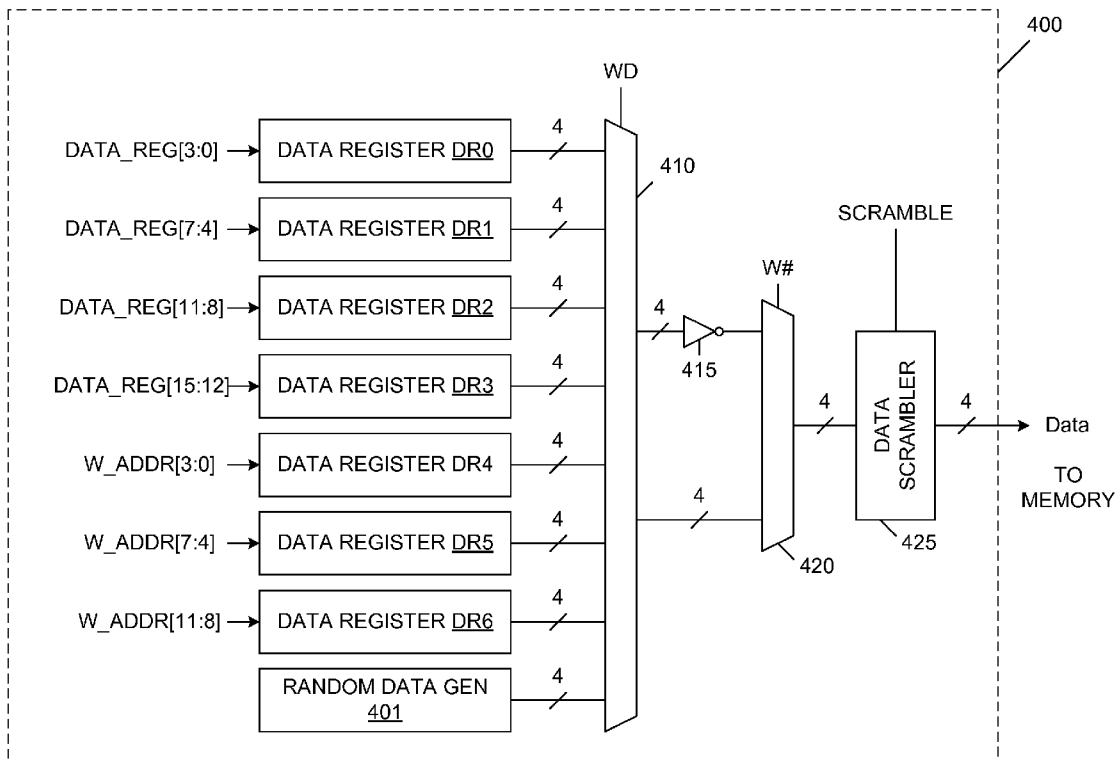 400
WD
DATA_REG[3:0]
DATA REGISTER DR0
4
410
DATA_REG[7:4]
DATA REGISTER DR1
4
SCRAMBLE
DATA_REG[11:8]
DATA REGISTER DR2
4
W#
4
415
DATA_REG[15:12]
DATA REGISTER DR3
4
4
DATA SCRAMBLER
4
Data
W_ADDR[3:0]
DATA REGISTER DR4
4
TO
MEMORY
4
425
420
W_ADDR[7:4]
DATA REGISTER DR5
4
W_ADDR[11:8]
DATA REGISTER DR6
4
RANDOM DATA GEN
401
4